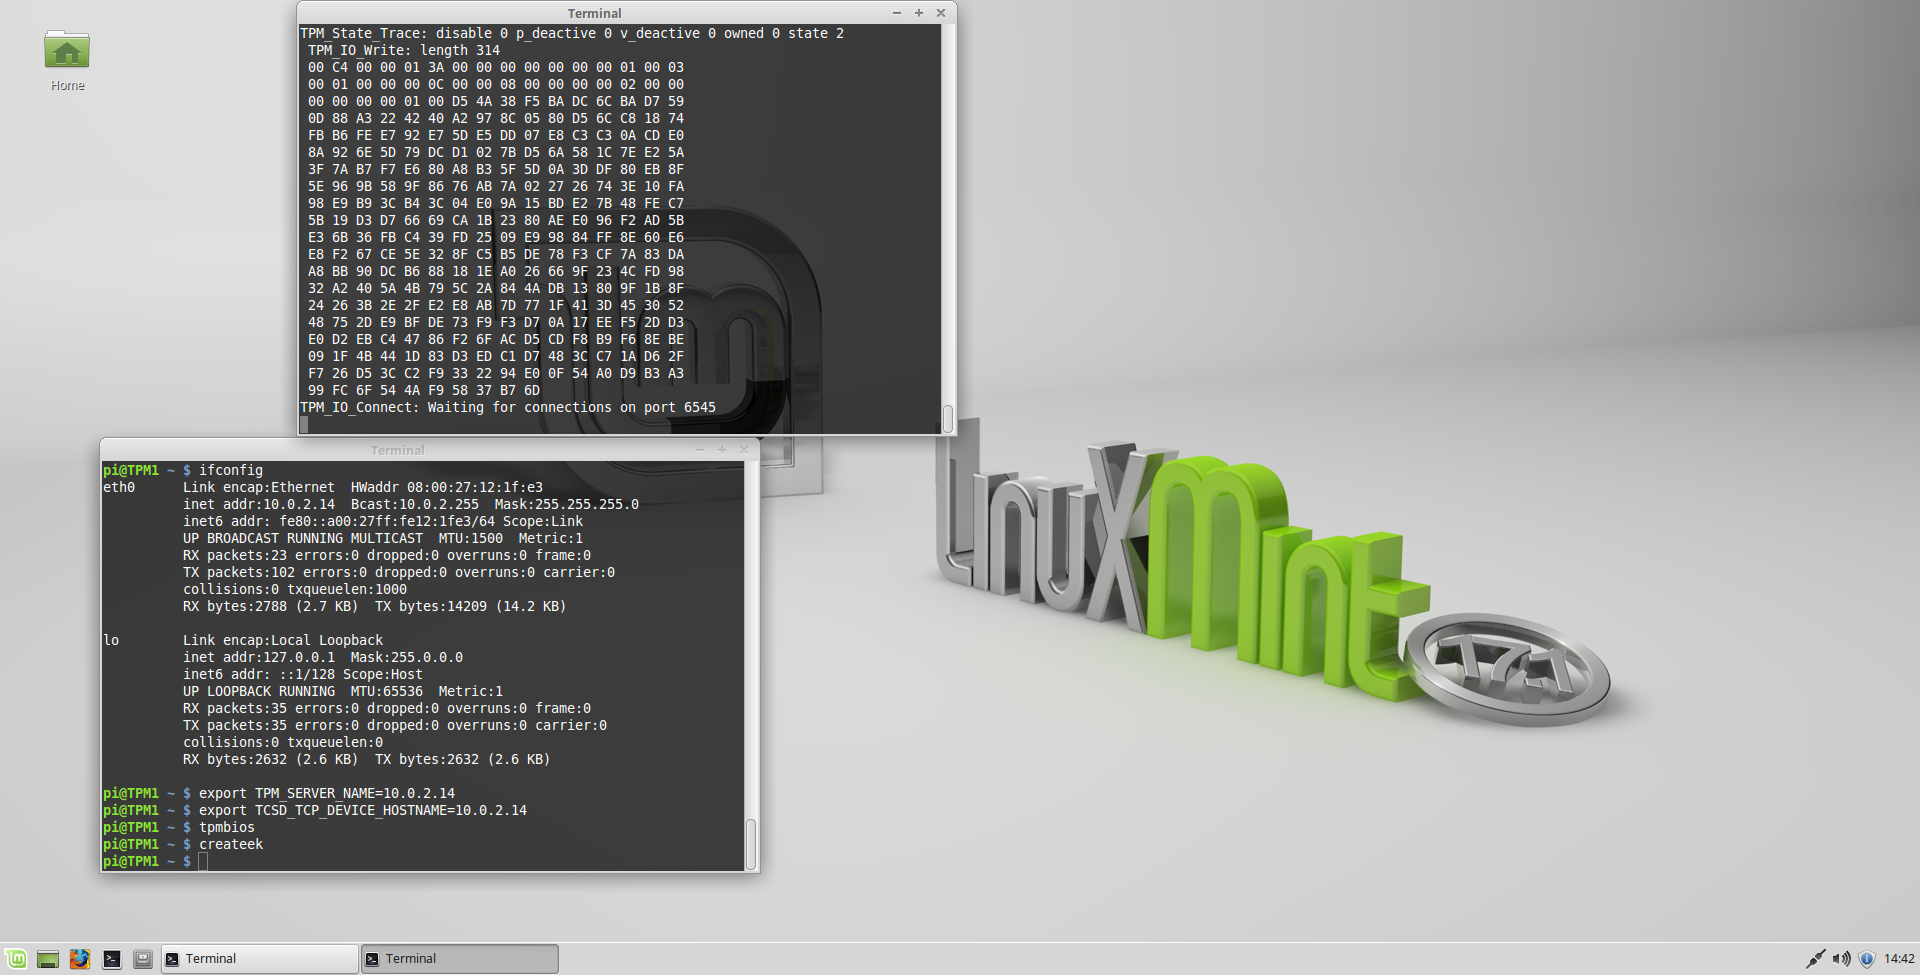 Home
Terminal
TPM_State_Trace: disable 0 p_deactive 0 v_deactive 0 owned 0 state 2
TPM_IO_Write: length 314
00 C4 00 00 01 3A 00 00 00 00 00 00 00 01 00 03
00 01 00 00 00 0C 00 00 08 00 00 00 00 02 00 00
00 00 00 00 01 00 D5 4A 38 F5 BA DC 6C BA D7 59
0D 88 A3 22 42 40 A2 97 8C 05 80 D5 6C C8 18 74
FB B6 FE E7 92 E7 5D E5 DD 07 E8 C3 C3 0A CD E0
8A 92 6E 5D 79 DC D1 02 7B D5 6A 58 1C 7E E2 5A
3F 7A B7 F7 E6 80 A8 B3 5F 5D 0A 3D DF 80 EB 8F
5E 96 9B 58 9F 86 76 AB 7A 02 27 26 74 3E 10 FA
98 E9 B9 3C B4 3C 04 E0 9A 15 BD E2 7B 48 FE C7
5B 19 D3 D7 66 69 CA 1B 23 80 AE E0 96 F2 AD 5B
E3 6B 36 FB C4 39 FD 25 09 E9 98 84 FF 8E 60 E6
E8 F2 67 CE 5E 32 8F C5 B5 DE 78 F3 CF 7A 83 DA
A8 BB 90 DC B6 88 18 1E A0 26 66 9F 23 4C FD 98
32 A2 40 5A 4B 79 5C 2A 84 4A DB 13 80 9F 1B 8F
24 26 3B 2E 2F E2 E8 AB 7D 77 1F 41 3D 45 30 52
48 75 2D E9 BF DE 73 F9 F3 D7 0A 17 EE F5 2D D3
E0 D2 EB C4 47 86 F2 6F AC D5 CD F8 B9 F6 8E BE
09 1F 4B 44 1D 83 D3 ED C1 D7 48 3C C7 1A D6 2F
F7 26 D5 3C C2 F9 33 22 94 E0 0F 54 A0 D9 B3 A3
99 FC 6F 54 4A F9 58 37 B7 6D
TPM_IO_Connect: Waiting for connections on port 6545
Terminal
pi@TPM1 ~ $ ifconfig
eth0      Link encap:Ethernet  HWaddr 08:00:27:12:1f:e3
          inet addr:10.0.2.14  Bcast:10.0.2.255  Mask:255.255.255.0
          inet6 addr: fe80::a00:27ff:fe12:1fe3/64 Scope:Link
          UP BROADCAST RUNNING MULTICAST  MTU:1500  Metric:1
          RX packets:23 errors:0 dropped:0 overruns:0 frame:0
          TX packets:102 errors:0 dropped:0 overruns:0 carrier:0
          collisions:0 txqueuelen:1000
          RX bytes:2788 (2.7 KB)  TX bytes:14209 (14.2 KB)
lo        Link encap:Local Loopback
          inet addr:127.0.0.1  Mask:255.0.0.0
          inet6 addr: ::1/128 Scope:Host
          UP LOOPBACK RUNNING  MTU:65536  Metric:1
          RX packets:35 errors:0 dropped:0 overruns:0 frame:0
          TX packets:35 errors:0 dropped:0 overruns:0 carrier:0
          collisions:0 txqueuelen:0
          RX bytes:2632 (2.6 KB)  TX bytes:2632 (2.6 KB)
pi@TPM1 ~ $ export TPM_SERVER_NAME=10.0.2.14
pi@TPM1 ~ $ export TCSD_TCP_DEVICE_HOSTNAME=10.0.2.14
pi@TPM1 ~ $ tpmbios
pi@TPM1 ~ $ createek
pi@TPM1 ~ $
LinuxMint
17.1
Terminal
Terminal
14:42